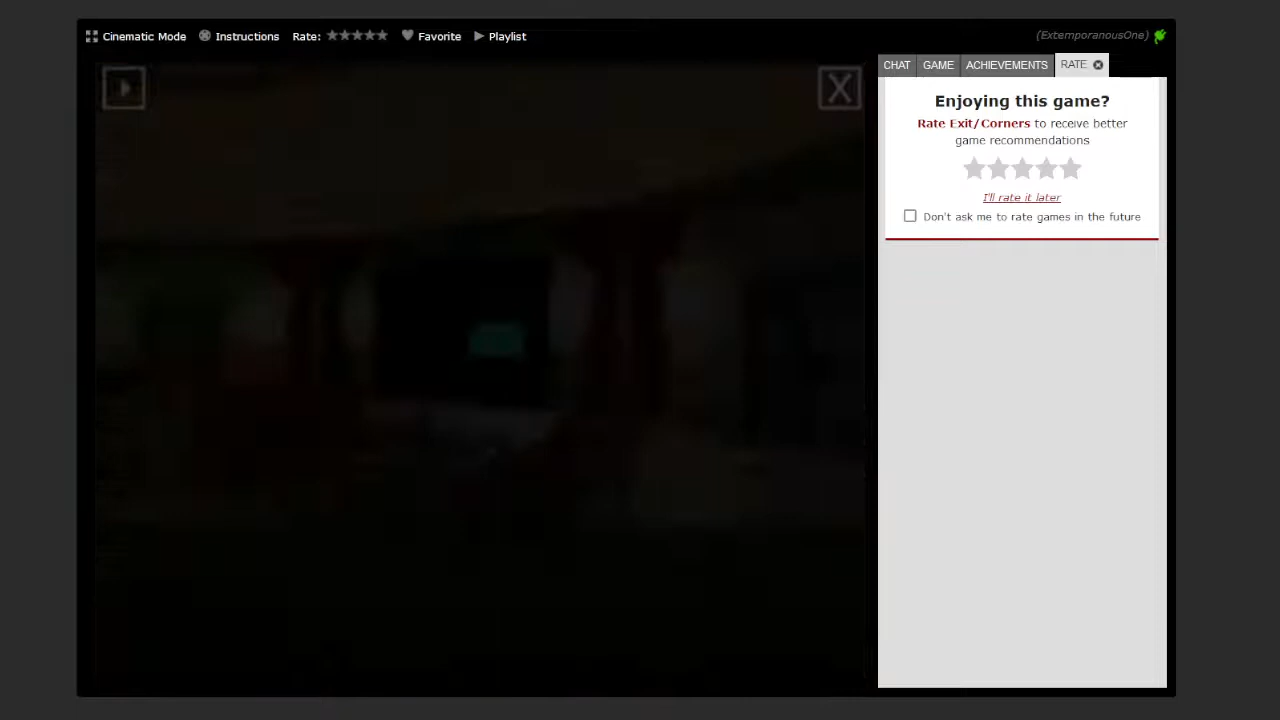 Cinematic Mode Instructions Rate: Favorite Playlist
(ExtemporanousOne)
CHAT GAME ACHIEVEMENTS RATE
X
Enjoying this game?
Rate Exit/Corners to receive better
game recommendations
I'll rate it later
Don't ask me to rate games in the future